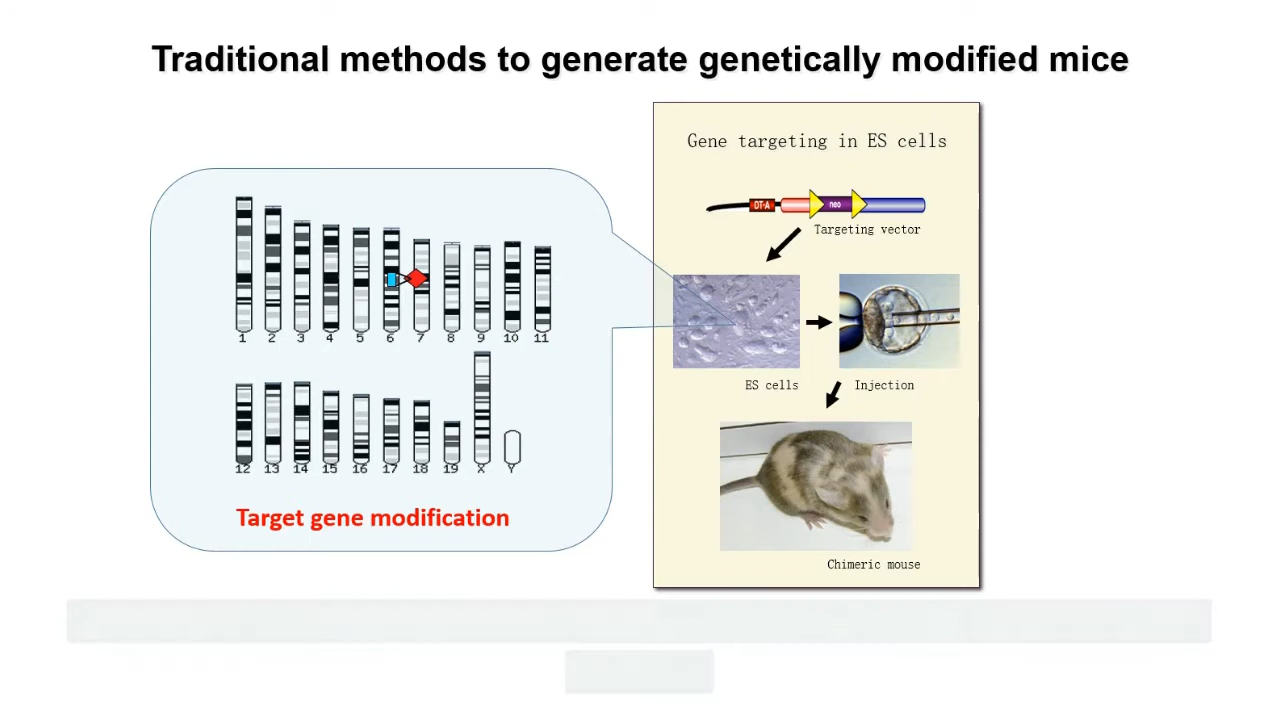 Traditional methods to generate genetically modified mice
Gene targeting in ES cells
DT-A neo
Targeting vector
1 2 3 4 5 6 7 8 9 10 11
12 13 14 15 16 17 18 19 X Y
ES cells
Injection
Target gene modification
Chimeric mouse